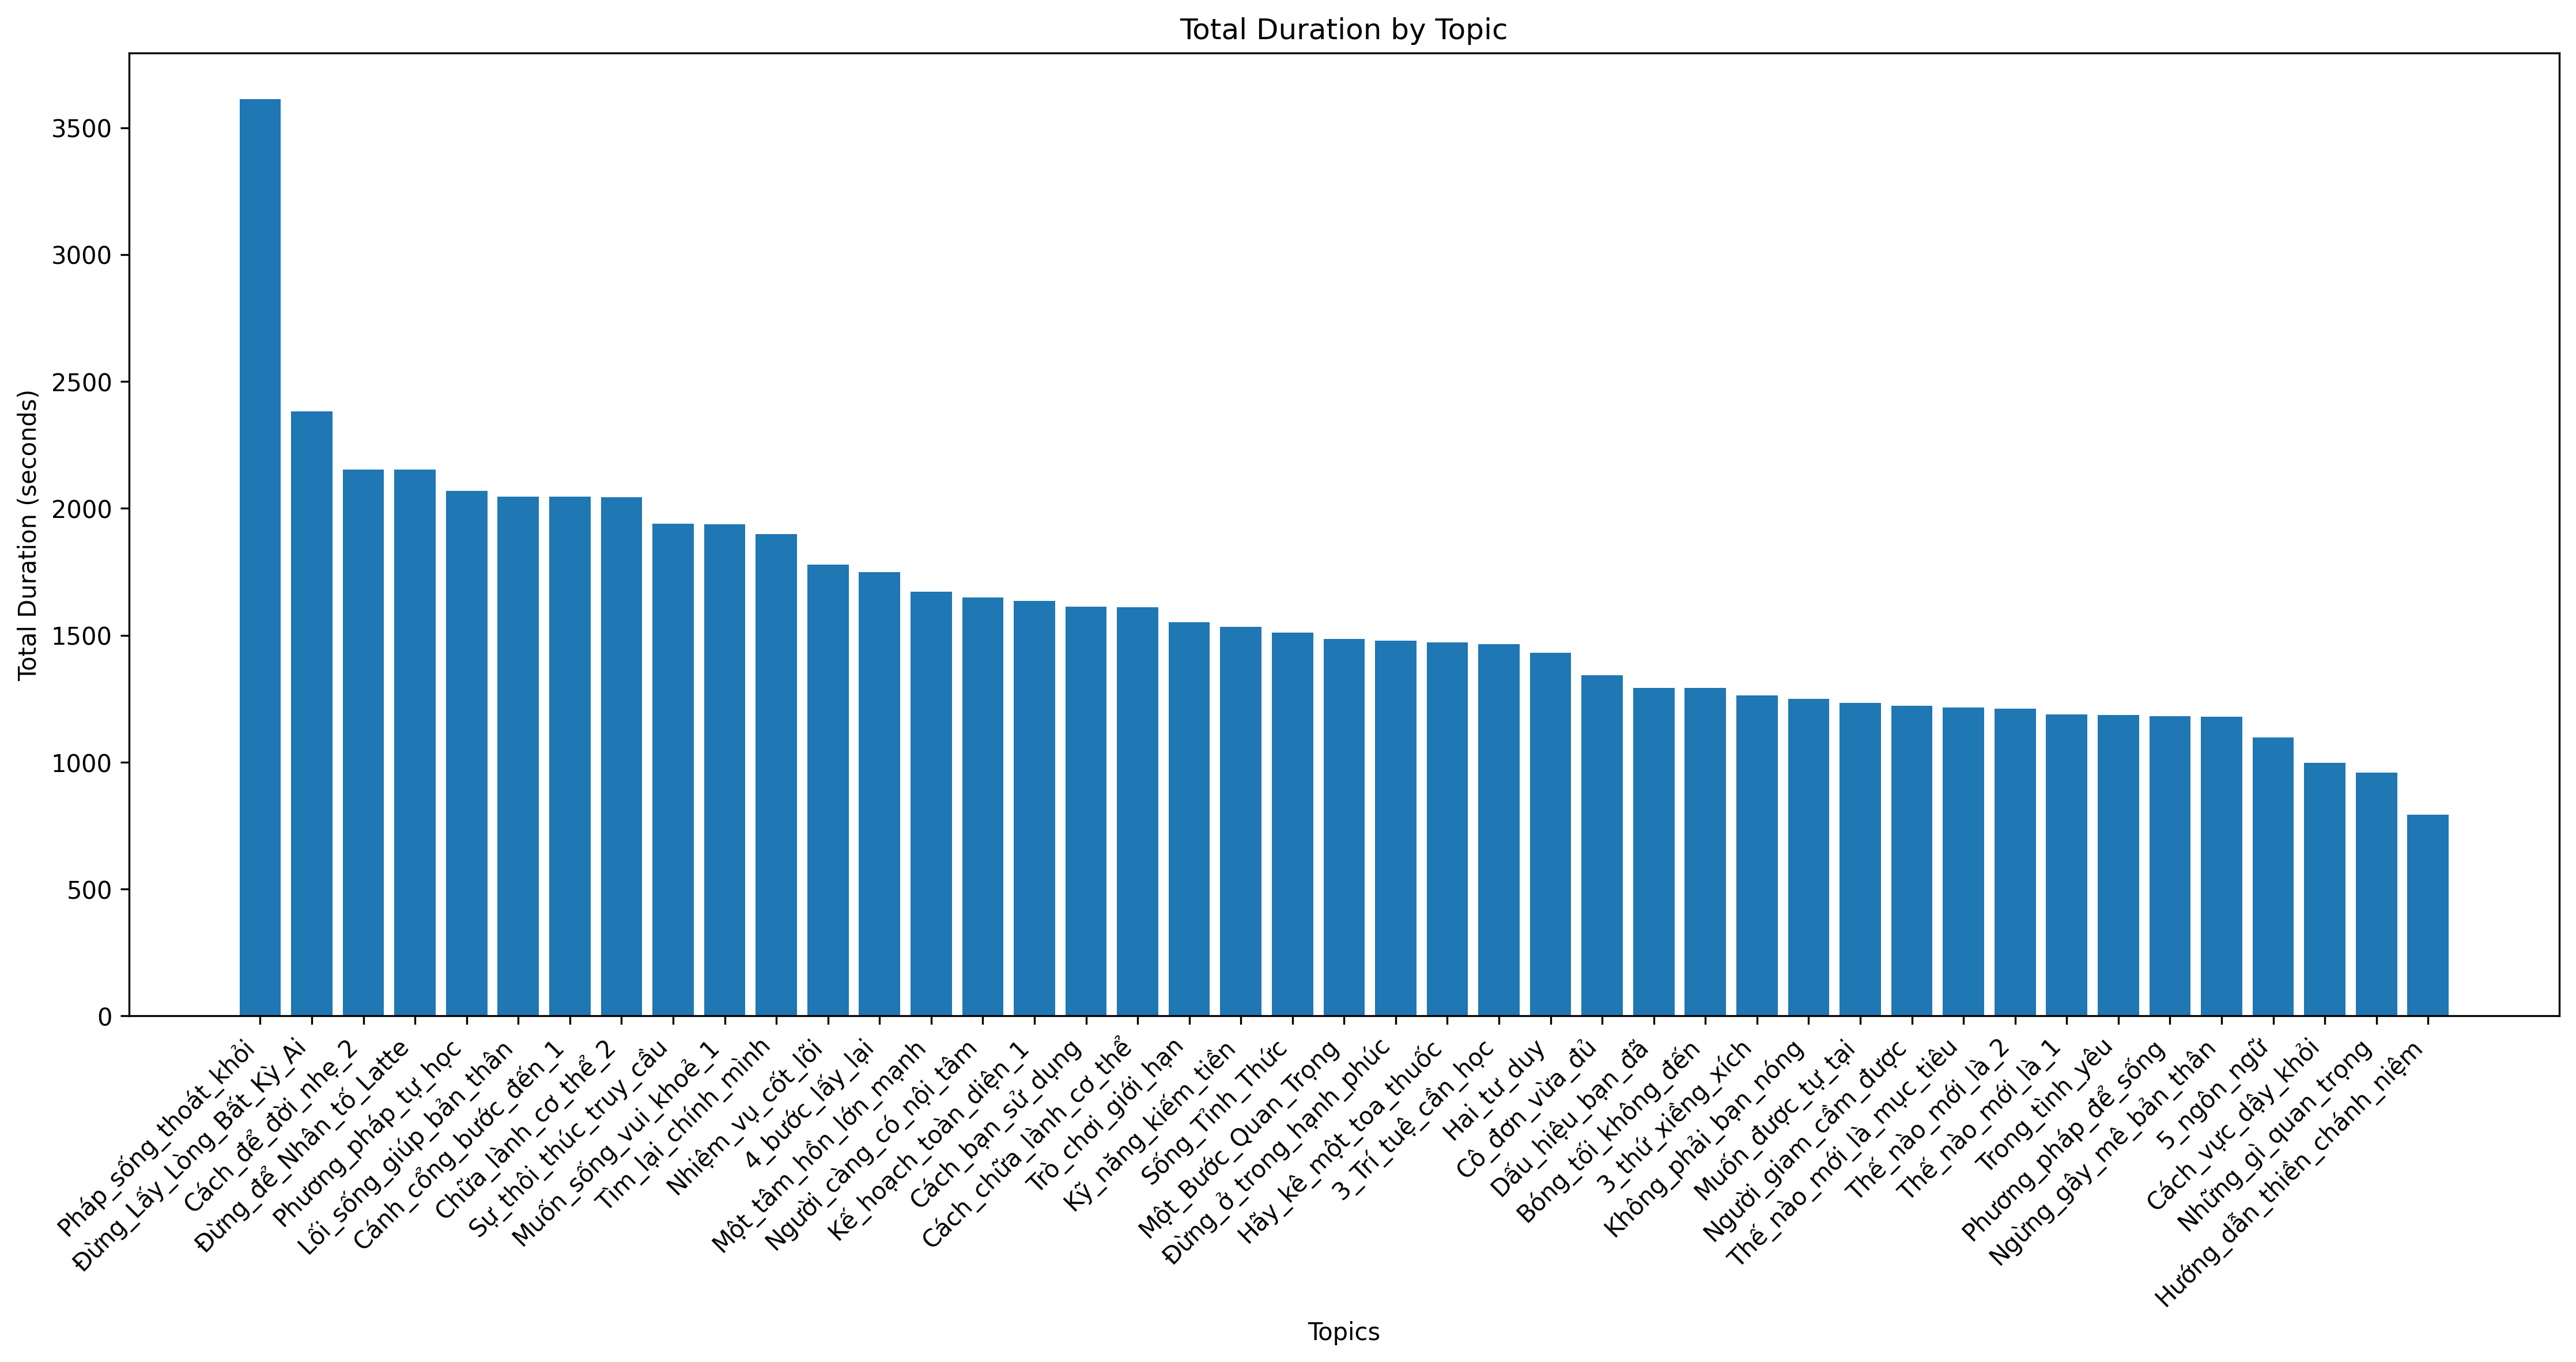 Total Duration by Topic
Total Duration (seconds)
3500
3000
2500
2000
1500
1000
500
0
Pháp_sống_thoát_khỏi
Đừng_Lấy_Lòng_Bất_Kỳ_Ai
Cách_để_đời_nhẹ_2
Đừng_để_Nhân_tố_Latte
Phương_pháp_tự_học
Lối_sống_giúp_bản_thân
Cánh_cổng_bước_đến_1
Chữa_lành_cơ_thể_2
Sự_thôi_thúc_truy_cầu
Muốn_sống_vui_khoẻ_1
Tìm_lại_chính_mình
Nhiệm_vụ_cốt_lõi
4_bước_lấy_lại
Một_tâm_hồn_lớn_mạnh
Người_càng_có_nội_tâm
Kế_hoạch_toàn_diện_1
Cách_bạn_sử_dụng
Cách_chữa_lành_cơ_thể
Trò_chơi_giới_hạn
Kỹ_năng_kiếm_tiền
Sống_Tỉnh_Thức
Một_Bước_Quan_Trọng
Đừng_ở_trong_hạnh_phúc
Hãy_kê_một_toa_thuốc
3_Trí_tuệ_cần_học
Hai_tư_duy
Cô_đơn_vừa_đủ
Dấu_hiệu_bạn_đã
Bóng_tối_không_đến
3_thứ_xiềng_xích
Không_phải_bạn_nóng
Muốn_được_tự_tại
Người_giam_cầm_được
Thế_nào_mới_là_mục_tiêu
Thế_nào_mới_là_2
Thế_nào_mới_là_1
Trong_tình_yêu
Phương_pháp_để_sống
Ngừng_gây_mê_bản_thân
5_ngôn_ngữ
Cách_vực_dậy_khỏi
Những_gì_quan_trọng
Hướng_dẫn_thiền_chánh_niệm
Topics